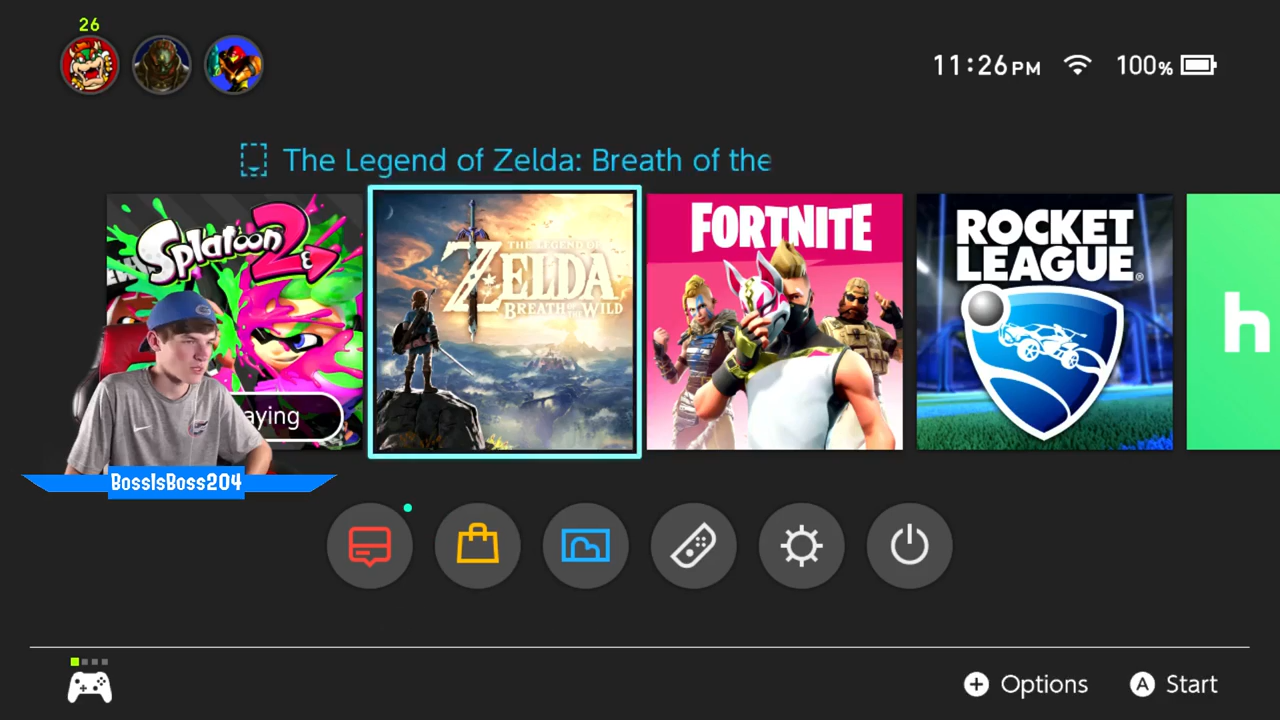 26
11:26PM
100%
The Legend of Zelda: Breath of the
Splatoon 2
THE LEGEND OF
ZELDA
BREATH OF THE WILD
FORTNITE
ROCKET
LEAGUE
h
aying
BossIsBoss204
Options
A Start